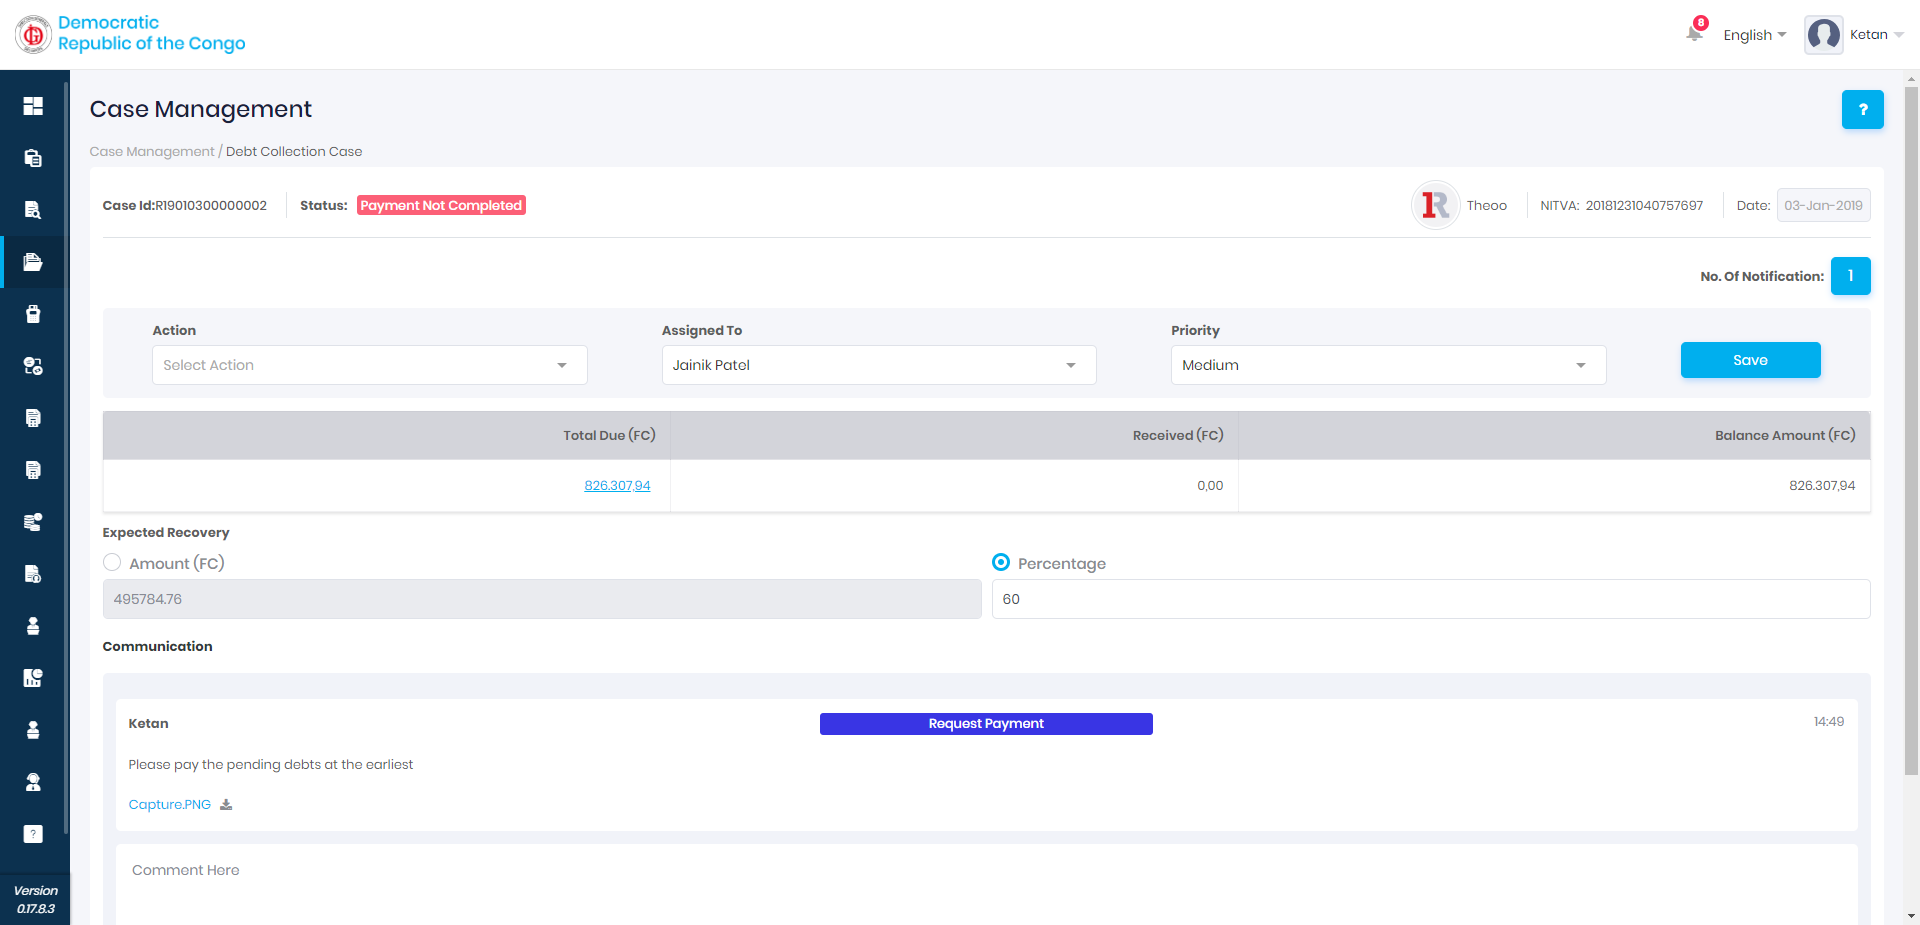 Democratic
Republic of the Congo
8
English
Ketan
Case Management
?
Case Management / Debt Collection Case
Case Id:R19010300000002
Status: Payment Not Completed
Theoo
NITVA: 20181231040757697
Date: 03-Jan-2019
No. Of Notification: 1
Action
Assigned To
Priority
Select Action
Jainik Patel
Medium
Save
Total Due (FC)
Received (FC)
Balance Amount (FC)
826.307,94
0,00
826.307,94
Expected Recovery
Amount (FC)
Percentage
495784.76
60
Communication
Ketan
Request Payment
14:49
Please pay the pending debts at the earliest
Capture.PNG
Comment Here
?
Version
0.17.8.3